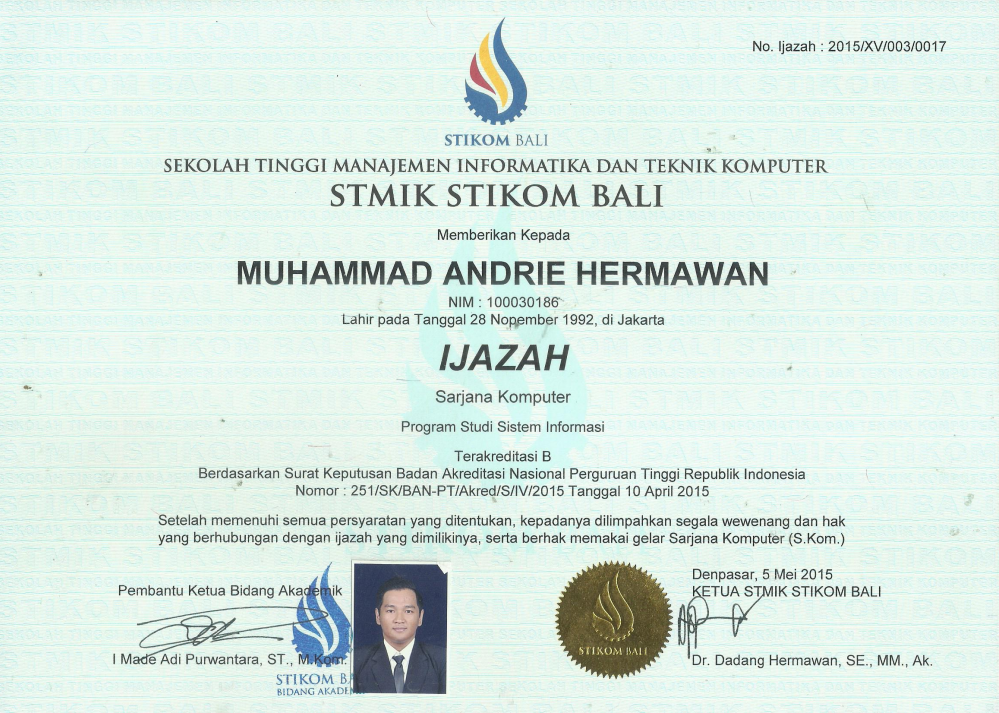 No. Ijazah : 2015/XV/003/0017
STIKOM BALI
SEKOLAH TINGGI MANAJEMEN INFORMATIKA DAN TEKNIK KOMPUTER
STMIK STIKOM BALI
Memberikan Kepada
MUHAMMAD ANDRIE HERMAWAN
NIM : 100030186
Lahir pada Tanggal 28 Nopember 1992, di Jakarta
IJAZAH
Sarjana Komputer
Program Studi Sistem Informasi
Terakreditasi B
Berdasarkan Surat Keputusan Badan Akreditasi Nasional Perguruan Tinggi Republik Indonesia
Nomor : 251/SK/BAN-PT/Akred/S/IV/2015 Tanggal 10 April 2015
Setelah memenuhi semua persyaratan yang ditentukan, kepadanya dilimpahkan segala wewenang dan hak
yang berhubungan dengan ijazah yang dimilikinya, serta berhak memakai gelar Sarjana Komputer (S.Kom.)
Pembantu Ketua Bidang Akademik
I Made Adi Purwantara, ST., M.Kom.
STIKOM BA
BIDANG AKADEM
STIKOM BALI
Denpasar, 5 Mei 2015
KETUA STMIK STIKOM BALI
Dr. Dadang Hermawan, SE., MM., Ak.